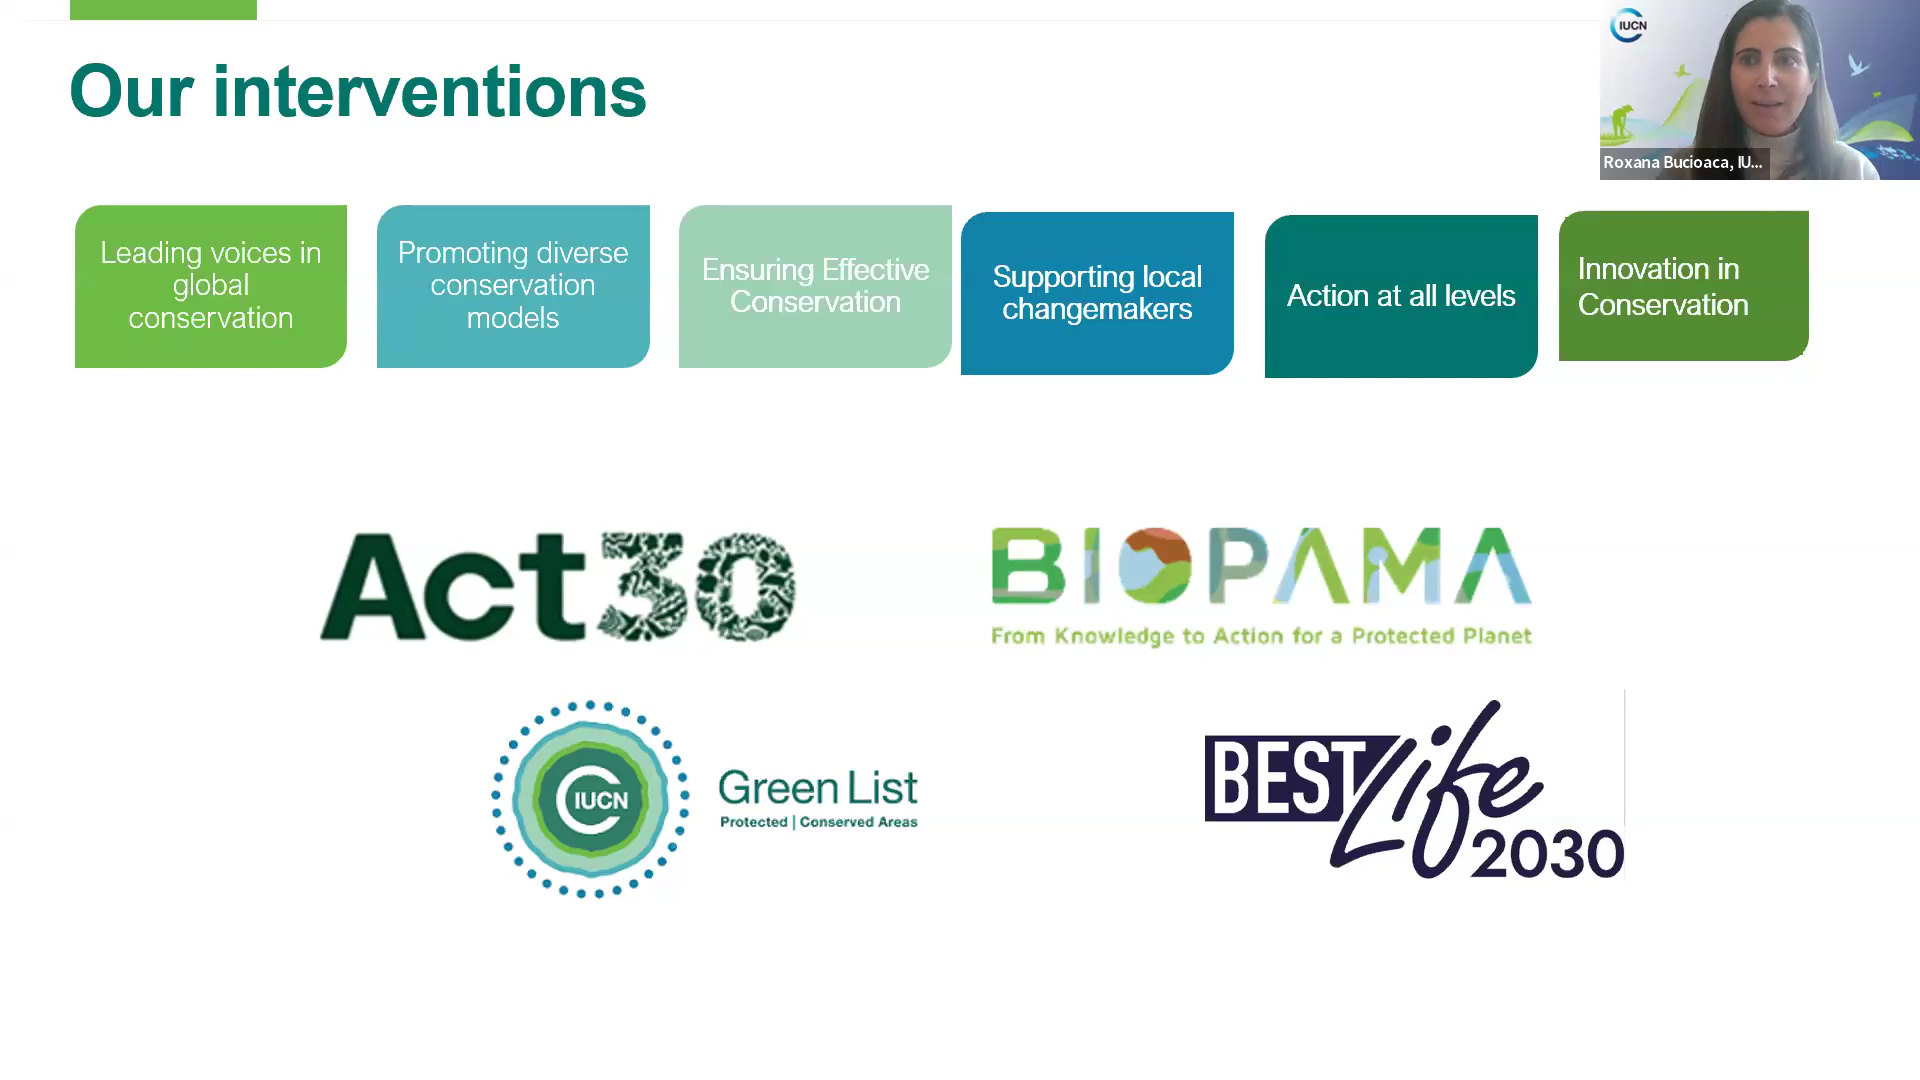 Our interventions
IUCN
Roxana Bucioaca, IU...
Leading voices in
global
conservation
Promoting diverse
conservation
models
Ensuring Effective
Conservation
Supporting local
changemakers
Action at all levels
Innovation in
Conservation
Act30
BIOPAMA
From Knowledge to Action for a Protected Planet
IUCN
Green List
Protected | Conserved Areas
BEST Life
2030